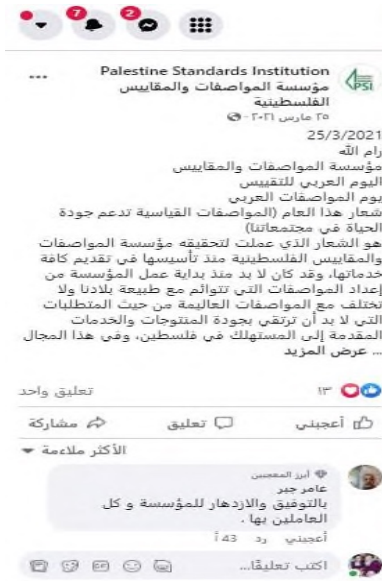 7
2
Palestine Standards Institution
مؤسسة المواصفات والمقاييس
الفلسطينية
٢٥ مارس ٢٠٢١ ·
PSI
25/3/2021
رام الله
مؤسسة المواصفات والمقاييس
اليوم العربي للتقييس
يوم المواصفات العربي
شعار هذا العام (المواصفات القياسية تدعم جودة
الحياة في مجتمعاتنا)
هو الشعار الذي عملت لتحقيقه مؤسسة المواصفات
والمقاييس الفلسطينية منذ تأسيسها في تقديم كافة
خدماتها، وقد كان لا بد منذ بداية عمل المؤسسة من
إعداد المواصفات التي تتوائم مع طبيعة بلادنا ولا
تختلف مع المواصفات العاليمة من حيث المتطلبات
التي لا بد أن ترتقي بجودة المنتوجات والخدمات
المقدمة إلى المستهلك في فلسطين، وفي هذا المجال
... عرض المزيد
١٣
تعليق واحد
أعجبني
تعليق
مشاركة
الأكثر ملاءمة
أبرز المعجبين
عامر جبر
بالتوفيق والازدهار للمؤسسة و كل
العاملين بها .
أعجبني رد 43 أ
اكتب تعليقًا...